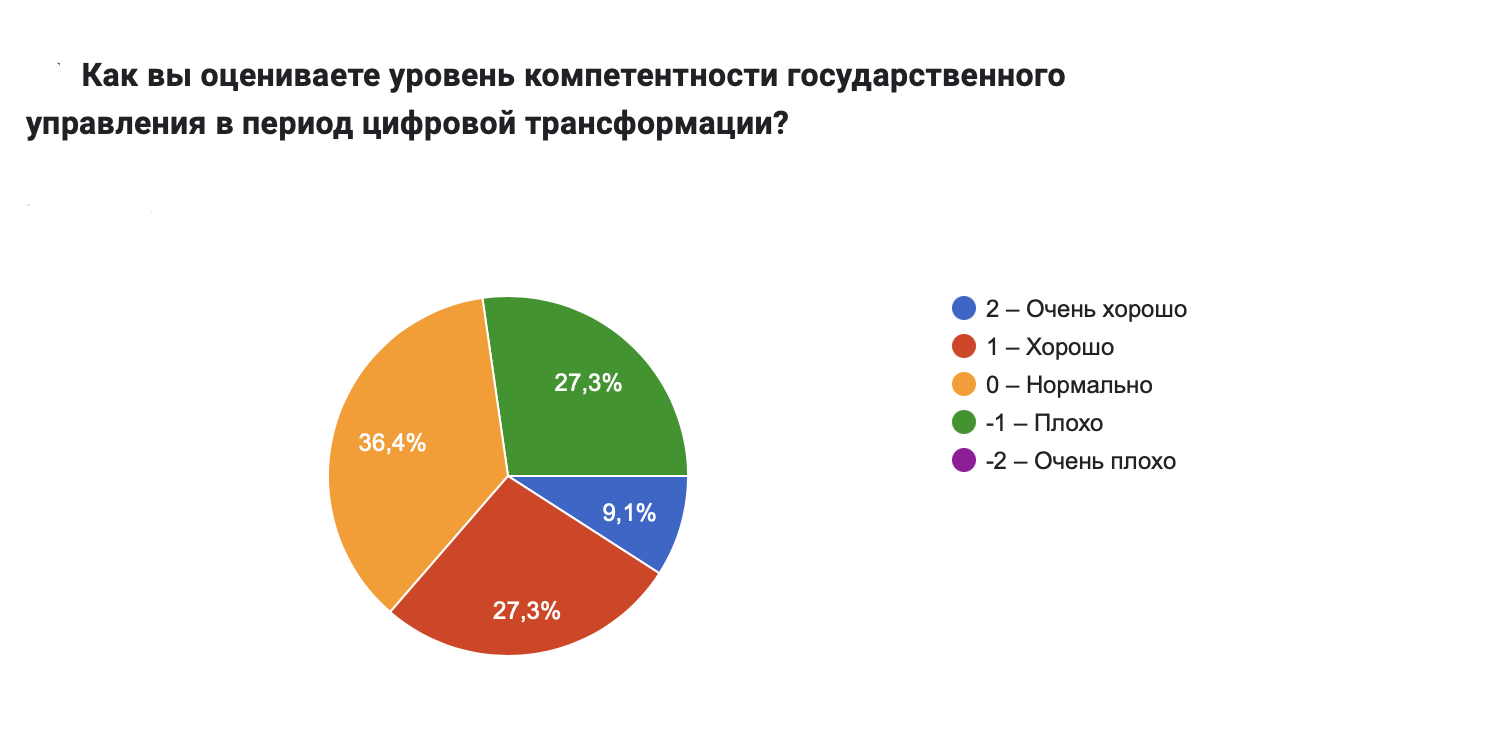 Как вы оцениваете уровень компетентности государственного
управления в период цифровой трансформации?
27,3%
36,4%
9,1%
27,3%
2 – Очень хорошо
1 – Хорошо
0 – Нормально
-1 – Плохо
-2 – Очень плохо